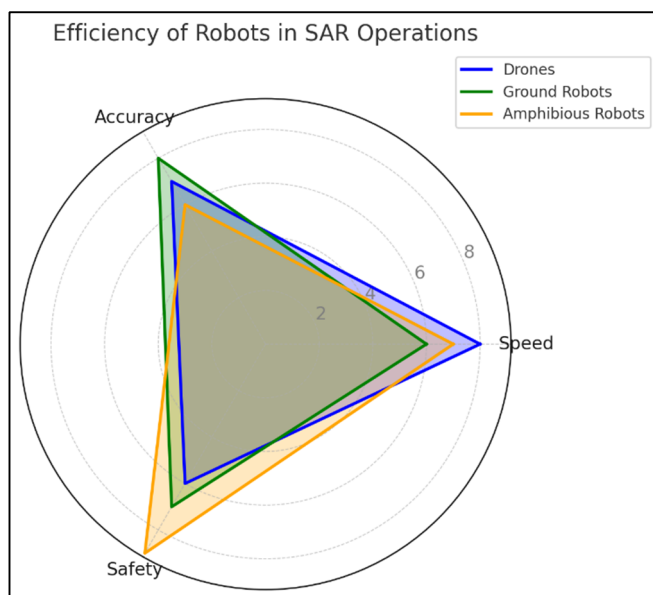 Efficiency of Robots in SAR Operations
Drones
Ground Robots
Amphibious Robots
Accuracy
8
6
4
2
Speed
Safety